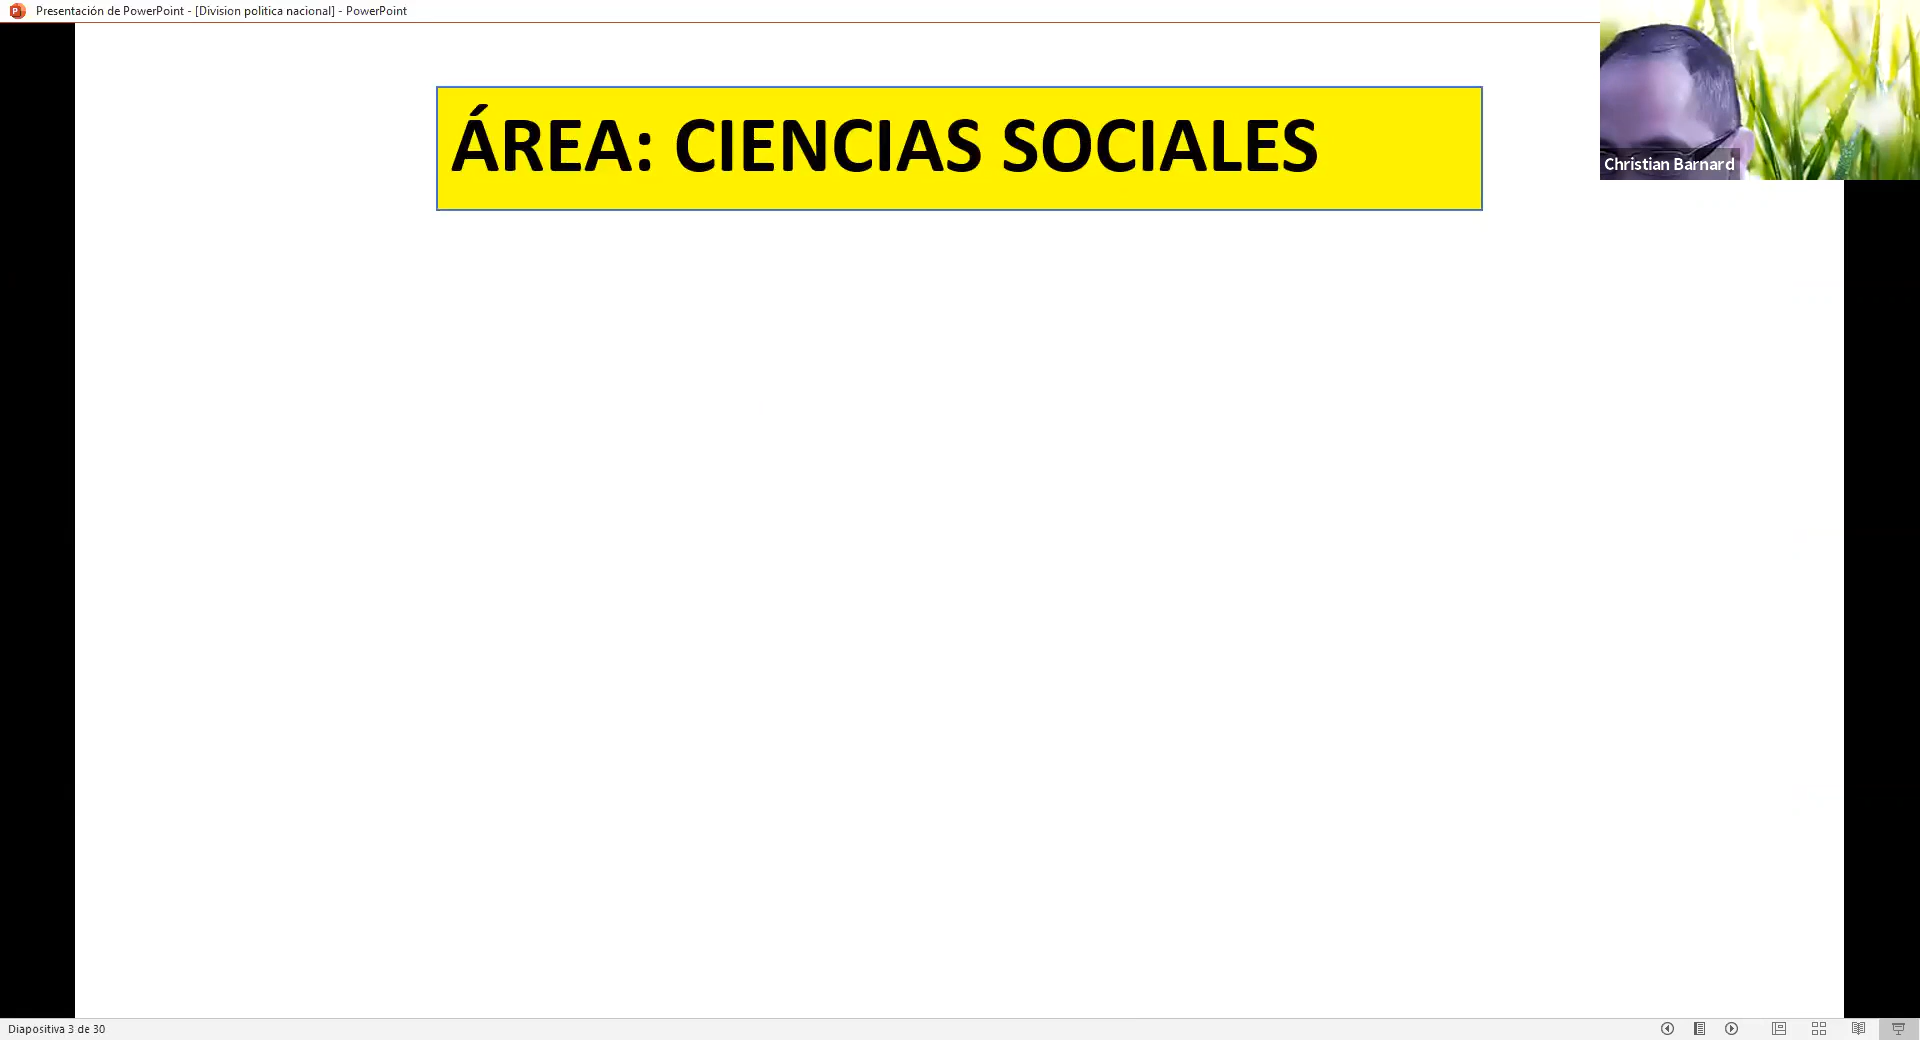 Presentación de PowerPoint - [Division politica nacional] - PowerPoint
ÁREA: CIENCIAS SOCIALES
Christian Barnard
Diapositiva 3 de 30